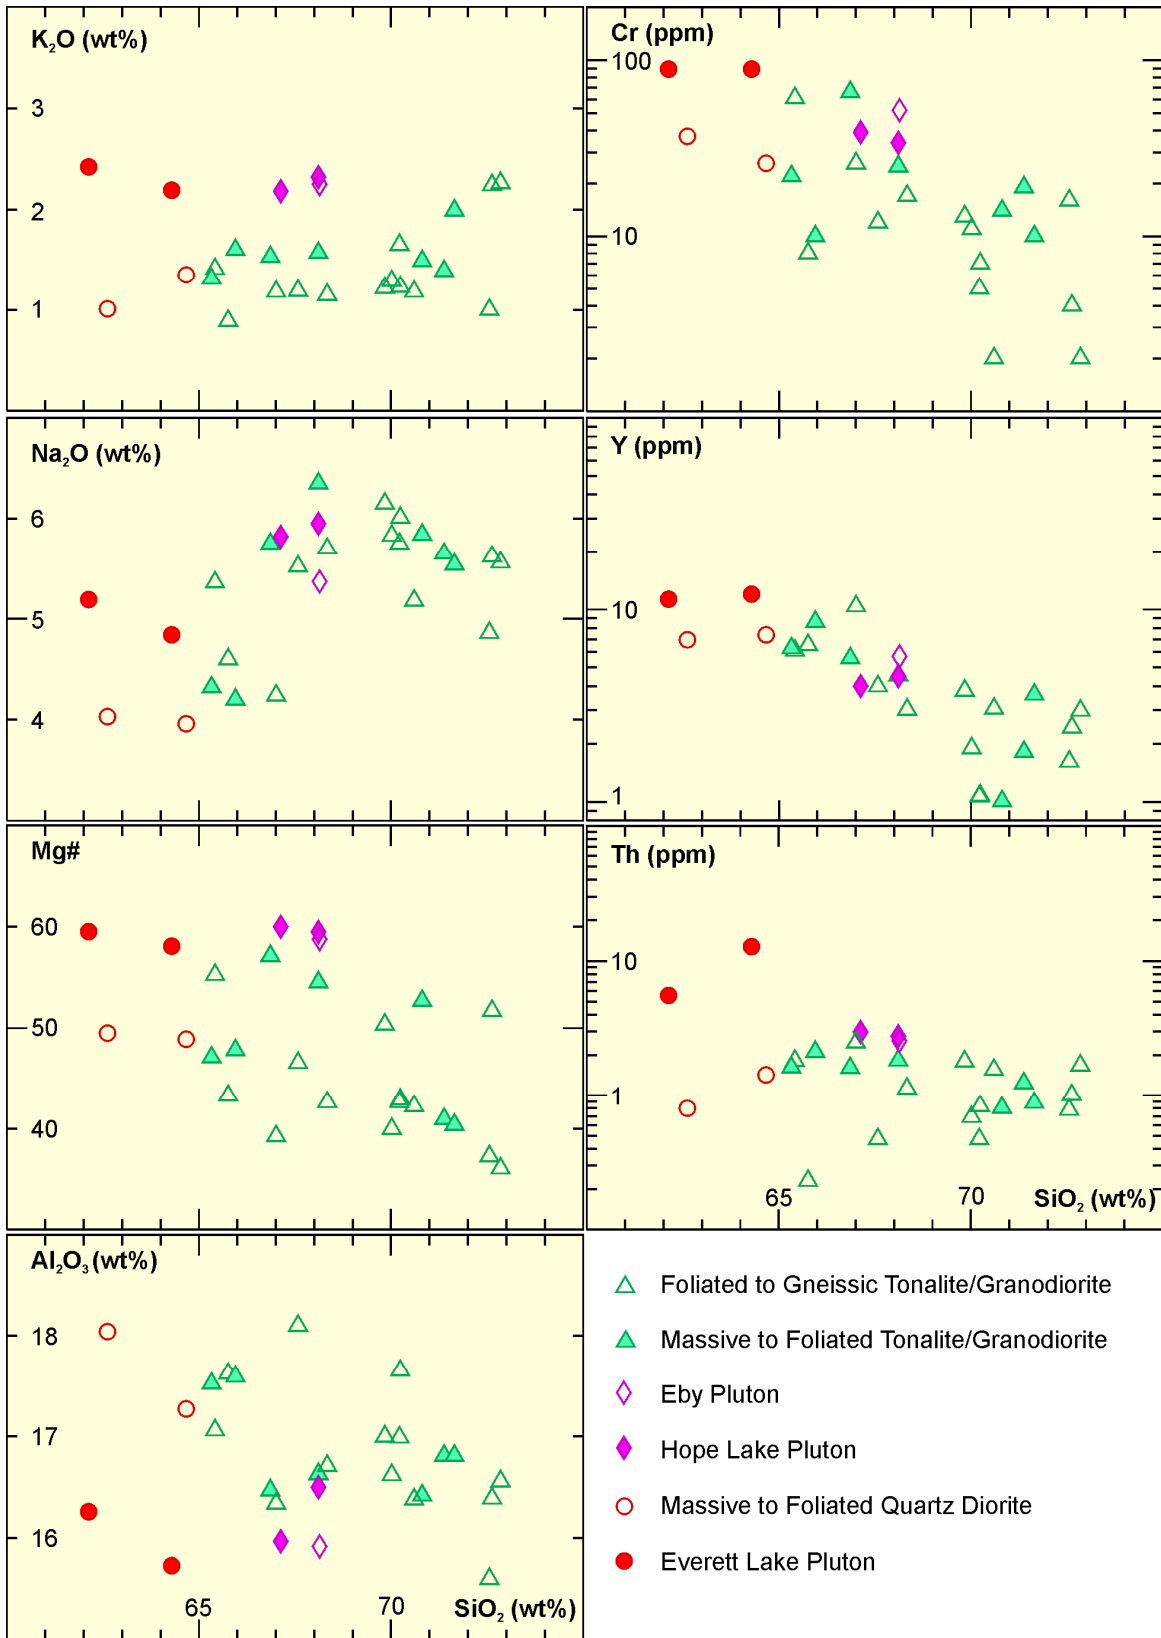 K₂O (wt%)
3
2
1
Cr (ppm)
100
10
Na₂O (wt%)
6
5
4
Y (ppm)
10
1
Mg#
60
50
40
Th (ppm)
10
1
65 70 SiO₂ (wt%)
Al₂O₃ (wt%)
18
17
16
65 70 SiO₂ (wt%)
Foliated to Gneissic Tonalite/Granodiorite
Massive to Foliated Tonalite/Granodiorite
Eby Pluton
Hope Lake Pluton
Massive to Foliated Quartz Diorite
Everett Lake Pluton